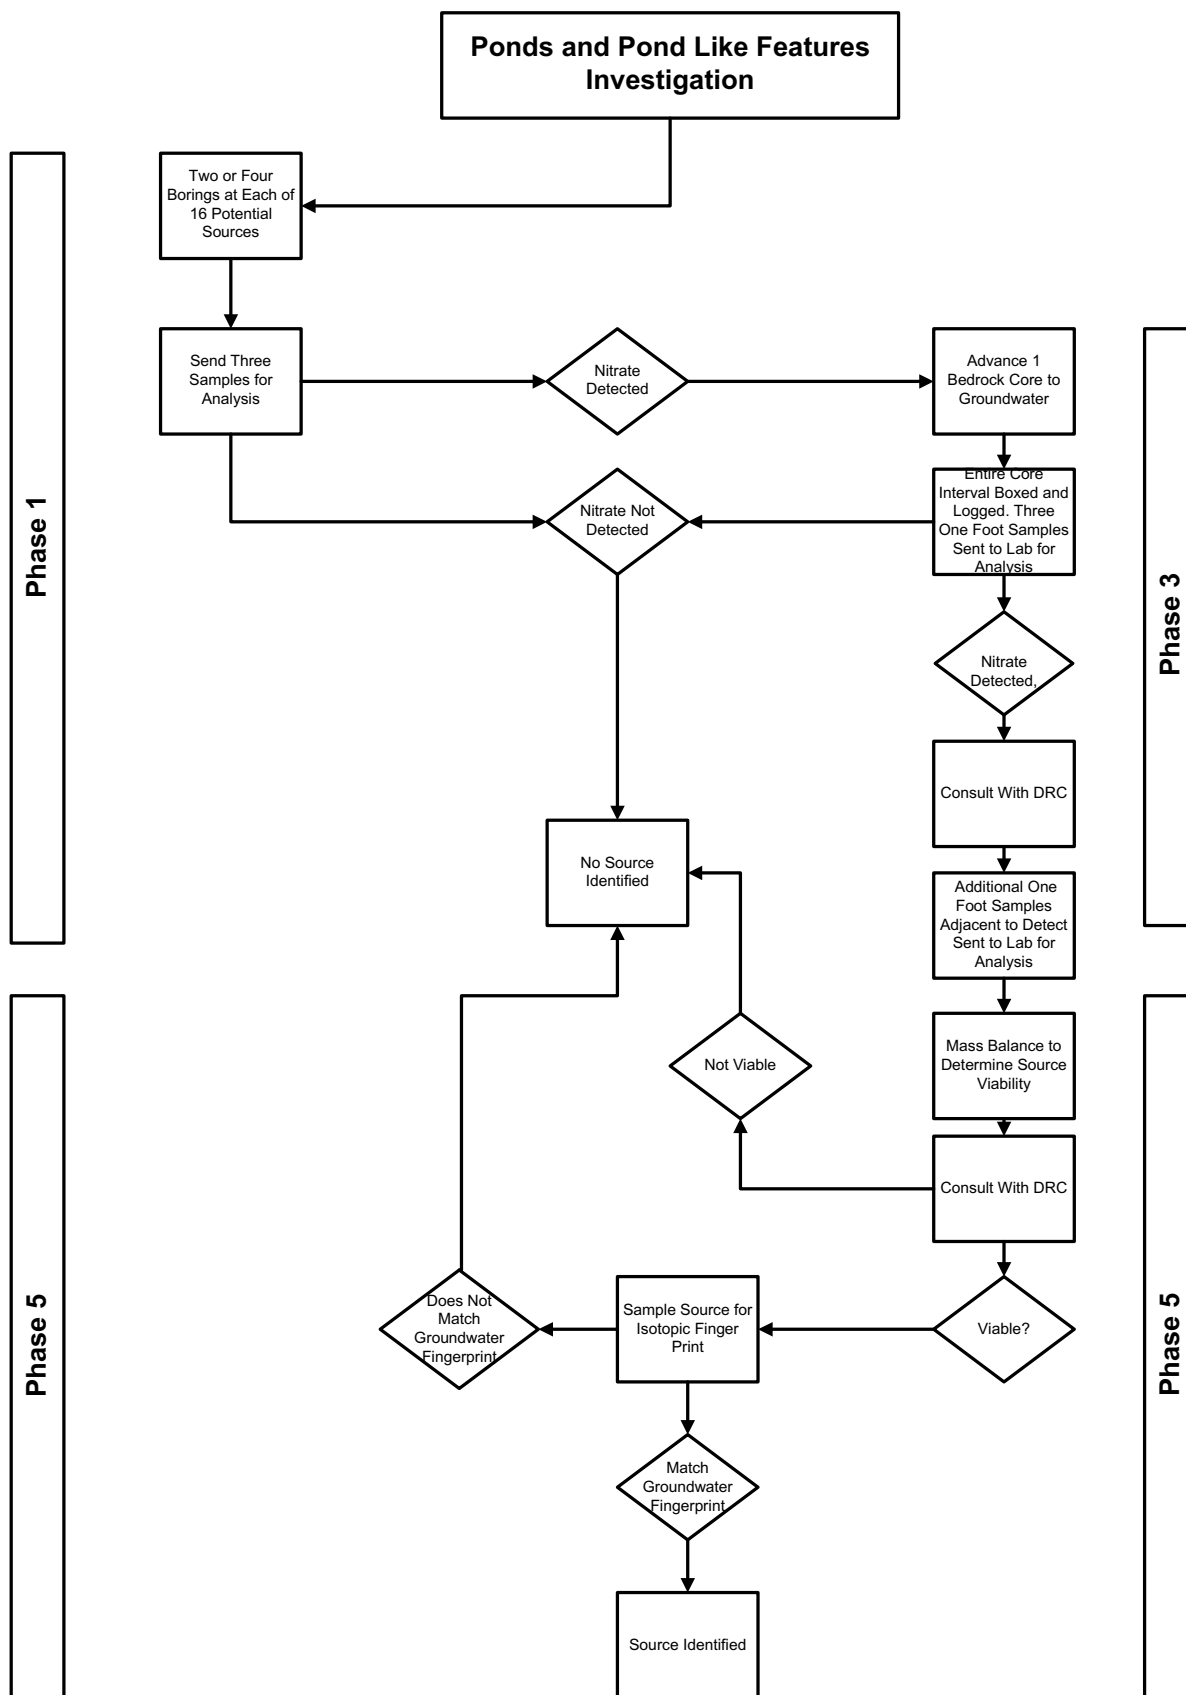 Ponds and Pond Like Features
Investigation
Phase 1
Two or Four
Borings at Each of
16 Potential
Sources
Send Three
Samples for
Analysis
Nitrate
Detected
Advance 1
Bedrock Core to
Groundwater
Phase 3
Nitrate Not
Detected
Entire Core
Interval Boxed and
Logged. Three
One Foot Samples
Sent to Lab for
Analysis
Nitrate
Detected,
Consult With DRC
No Source
Identified
Additional One
Foot Samples
Adjacent to Detect
Sent to Lab for
Analysis
Phase 5
Not Viable
Mass Balance to
Determine Source
Viability
Phase 5
Consult With DRC
Does Not
Match
Groundwater
Fingerprint
Sample Source for
Isotopic Finger
Print
Viable?
Match
Groundwater
Fingerprint
Source Identified